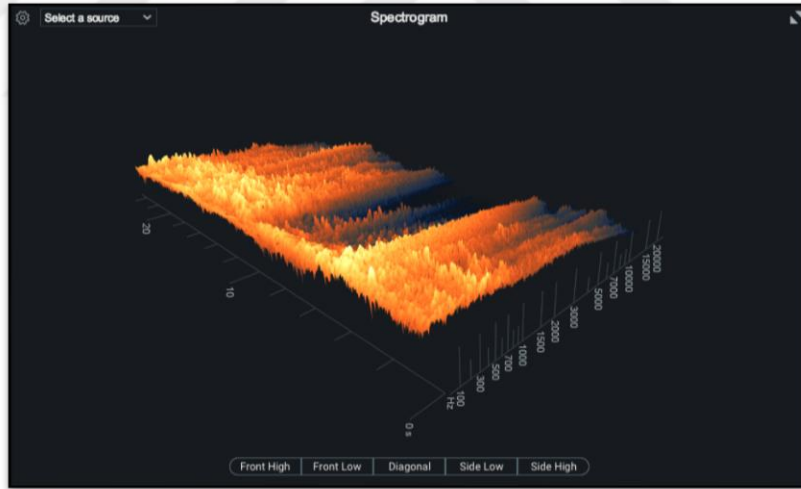 Select a source
Spectrogram
20
10
0 s
Hz
100
300
500
700
1000
1500
2000
3000
5000
7000
10000
15000
20000
Front High
Front Low
Diagonal
Side Low
Side High